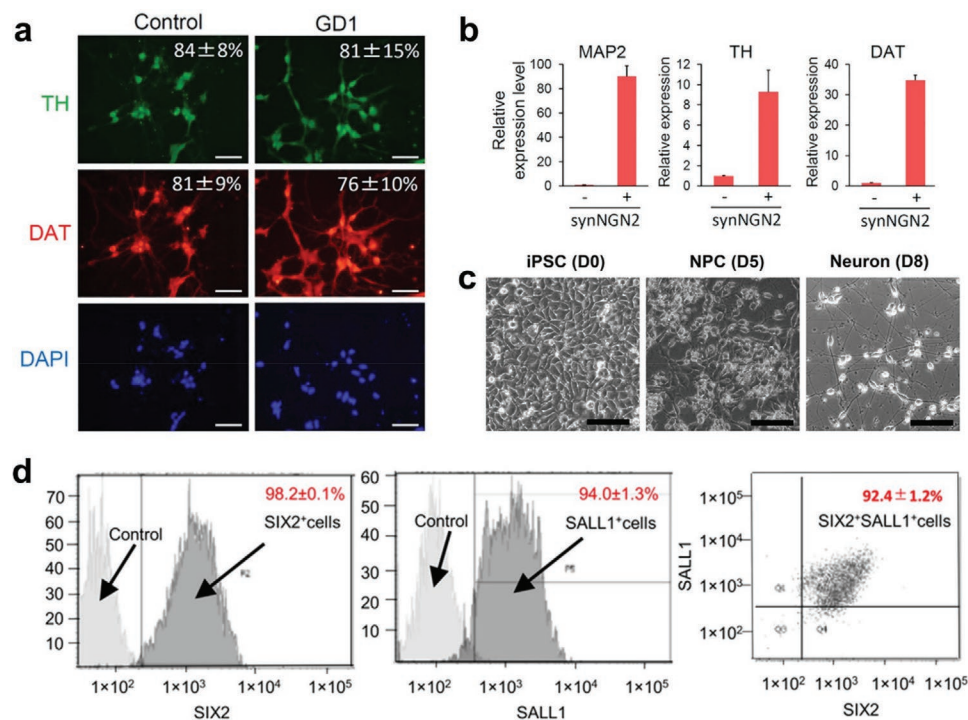 a
Control
GD1
TH
84±8%
81±15%
DAT
81±9%
76±10%
DAPI
b
MAP2
TH
DAT
Relative
expression level
100
80
60
40
20
0
- +
synNGN2
Relative expression
12
10
8
6
4
2
0
- +
synNGN2
Relative expression
40
30
20
10
0
- +
synNGN2
c
iPSC (D0)
NPC (D5)
Neuron (D8)
d
70
60
50
40
30
20
10
98.2±0.1%
SIX2⁺cells
Control
1×10² 1×10³ 1×10⁴ 1×10⁵
SIX2
60
50
40
30
20
10
94.0±1.3%
SALL1⁺cells
Control
1×10² 1×10³ 1×10⁴ 1×10⁵
SALL1
SALL1
1×10⁵
1×10⁴
1×10³
1×10²
92.4±1.2%
SIX2⁺SALL1⁺cells
Q4
1×10² 1×10³ 1×10⁴ 1×10⁵
SIX2